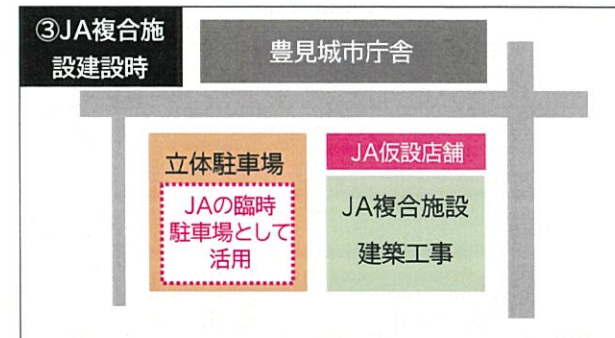 ③JA複合施
設建設時
豊見城市庁舎
立体駐車場
JAの臨時
駐車場として
活用
JA仮設店舗
JA複合施設
建築工事